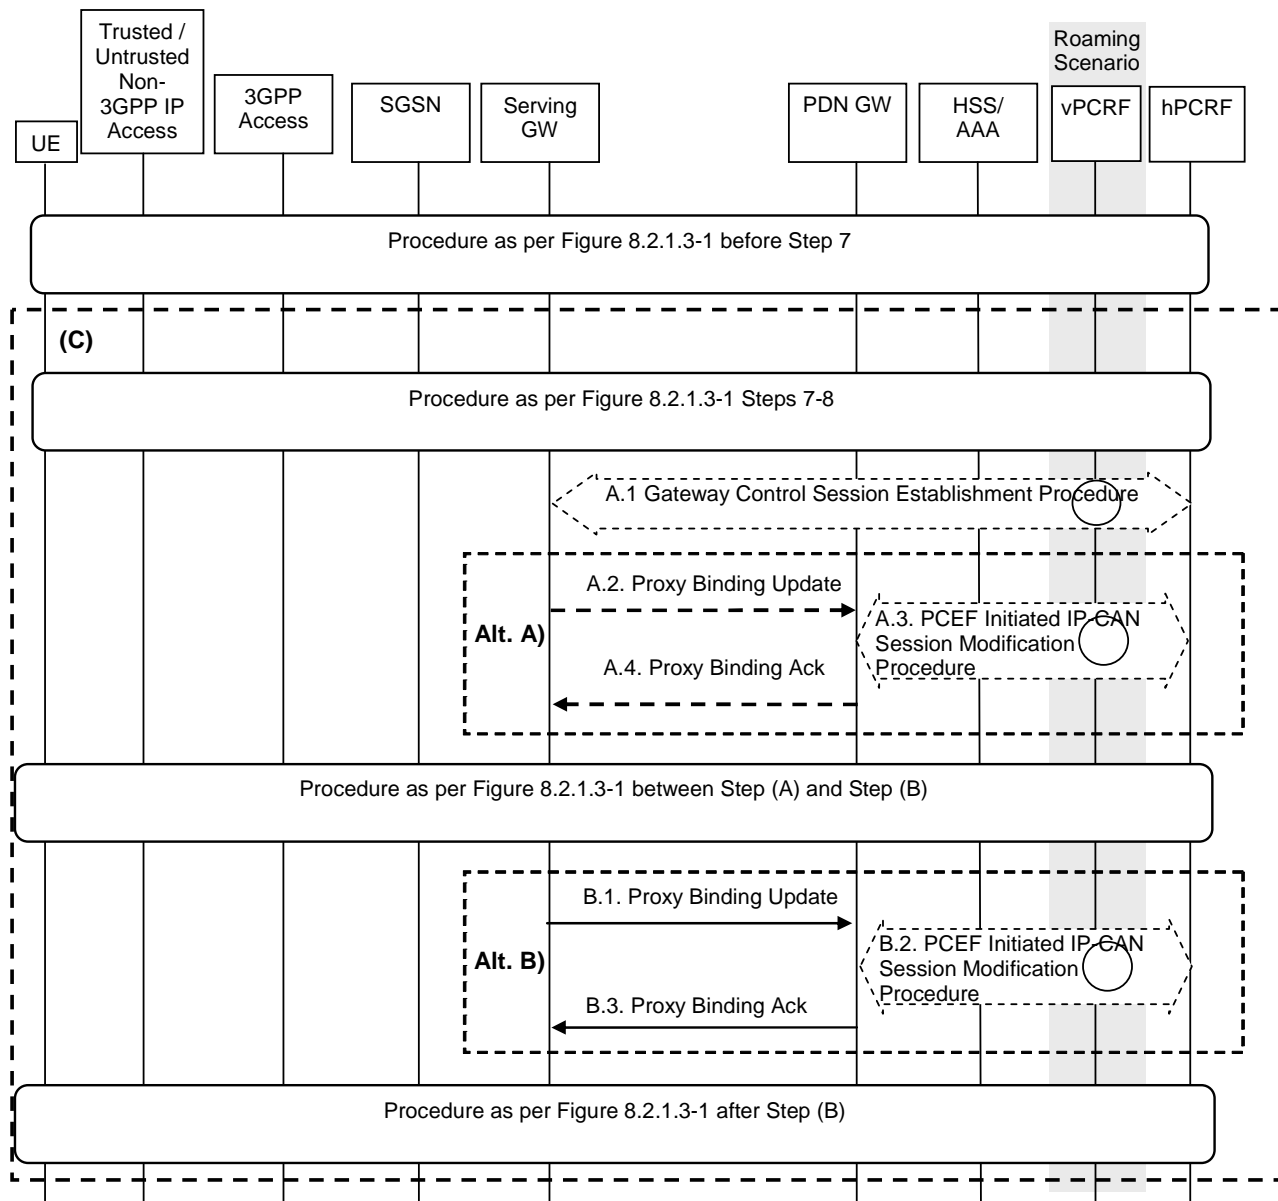 Trusted /
Untrusted
Non-
3GPP IP
Access
Roaming
Scenario
UE
3GPP
Access
SGSN
Serving
GW
PDN GW
HSS/
AAA
vPCRF
hPCRF
Procedure as per Figure 8.2.1.3-1 before Step 7
(C)
Procedure as per Figure 8.2.1.3-1 Steps 7-8
A.1 Gateway Control Session Establishment Procedure
A.2. Proxy Binding Update
Alt. A)
A.3. PCEF Initiated IP-CAN
Session Modification
Procedure
A.4. Proxy Binding Ack
Procedure as per Figure 8.2.1.3-1 between Step (A) and Step (B)
B.1. Proxy Binding Update
Alt. B)
B.2. PCEF Initiated IP-CAN
Session Modification
Procedure
B.3. Proxy Binding Ack
Procedure as per Figure 8.2.1.3-1 after Step (B)